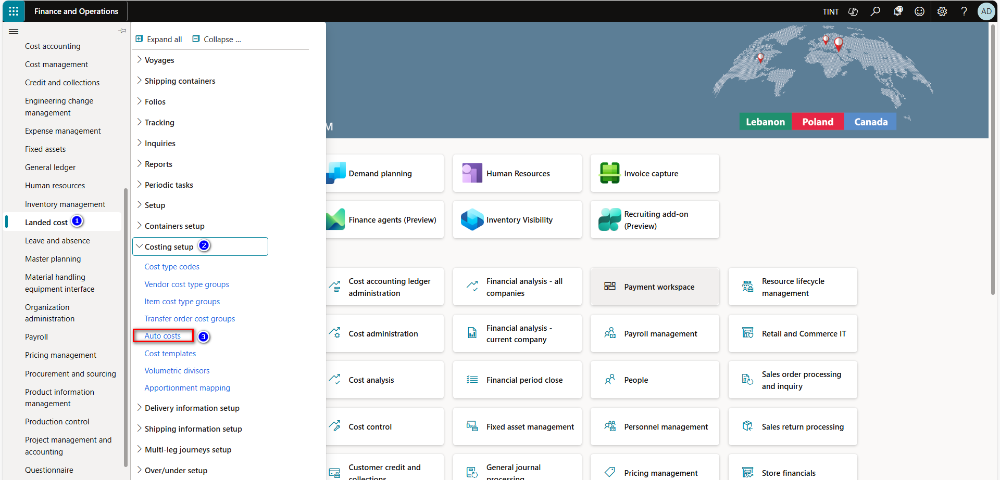 Finance and Operations
TINT
21
?
AD
Cost accounting
Cost management
Credit and collections
Engineering change
management
Expense management
Fixed assets
General ledger
Human resources
Inventory management
Landed cost
1
Leave and absence
Master planning
Material handling
equipment interface
Organization
administration
Payroll
Pricing management
Procurement and sourcing
Product information
management
Production control
Project management and
accounting
Questionnaire
Expand all
Collapse ...
Voyages
Shipping containers
Folios
Tracking
Inquiries
Reports
Periodic tasks
Setup
Containers setup
Costing setup
2
Cost type codes
Vendor cost type groups
Item cost type groups
Transfer order cost groups
Auto costs
3
Cost templates
Volumetric divisors
Apportionment mapping
Delivery information setup
Shipping information setup
Multi-leg journeys setup
Over/under setup
M
Lebanon
Poland
Canada
Demand planning
Human Resources
Invoice capture
Finance agents (Preview)
Inventory Visibility
Recruiting add-on
(Preview)
Cost accounting ledger
administration
Financial analysis - all
companies
Payment workspace
Resource lifecycle
management
Cost administration
Financial analysis -
current company
Payroll management
Retail and Commerce IT
Cost analysis
Financial period close
People
Sales order processing
and inquiry
Cost control
Fixed asset management
Personnel management
Sales return processing
Customer credit and
collections
General journal
processing
Pricing management
Store financials